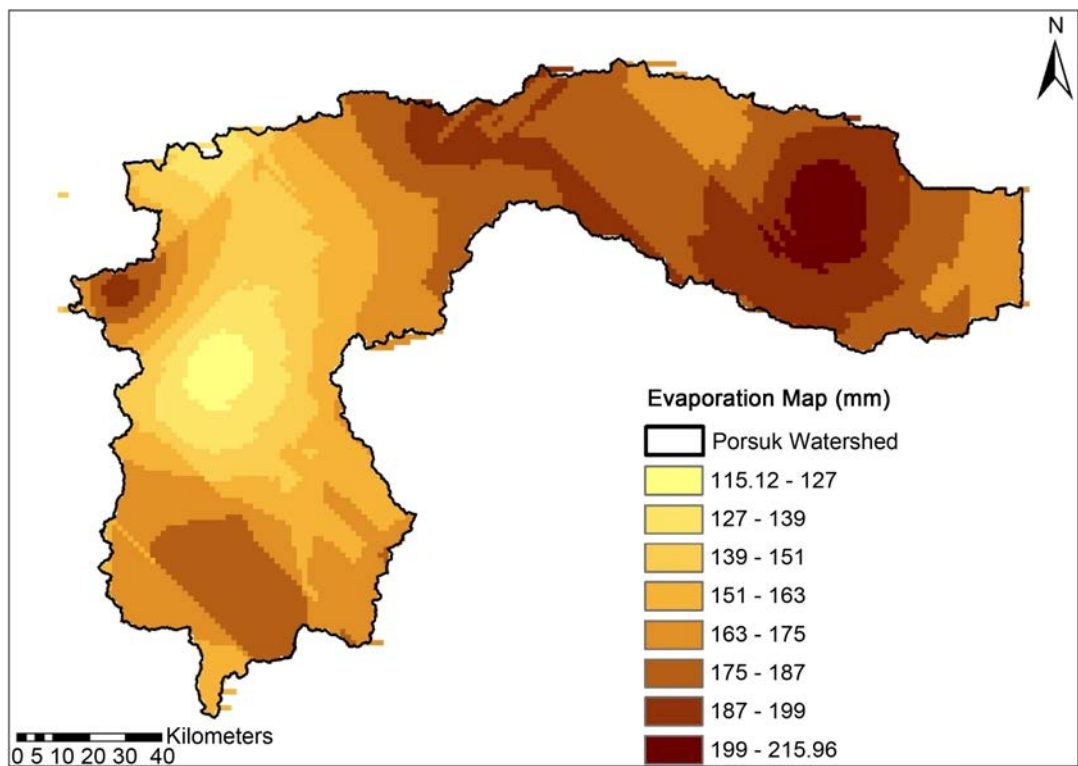 N
Evaporation Map (mm)
Porsuk Watershed
115.12 - 127
127 - 139
139 - 151
151 - 163
163 - 175
175 - 187
187 - 199
199 - 215.96
Kilometers
0 5 10 20 30 40